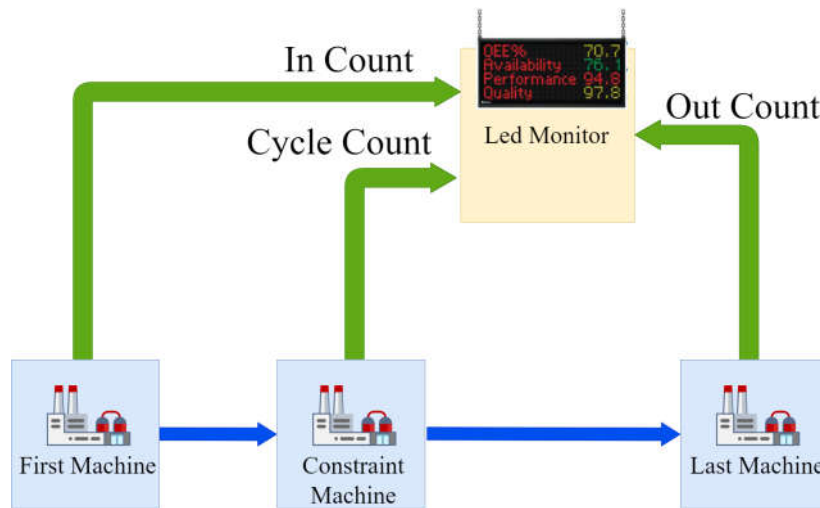 In Count
OEE% 70.7
Availability 76.1
Performance 94.8
Quality 97.8
Out Count
Led Monitor
Cycle Count
First Machine
Constraint
Machine
Last Machine